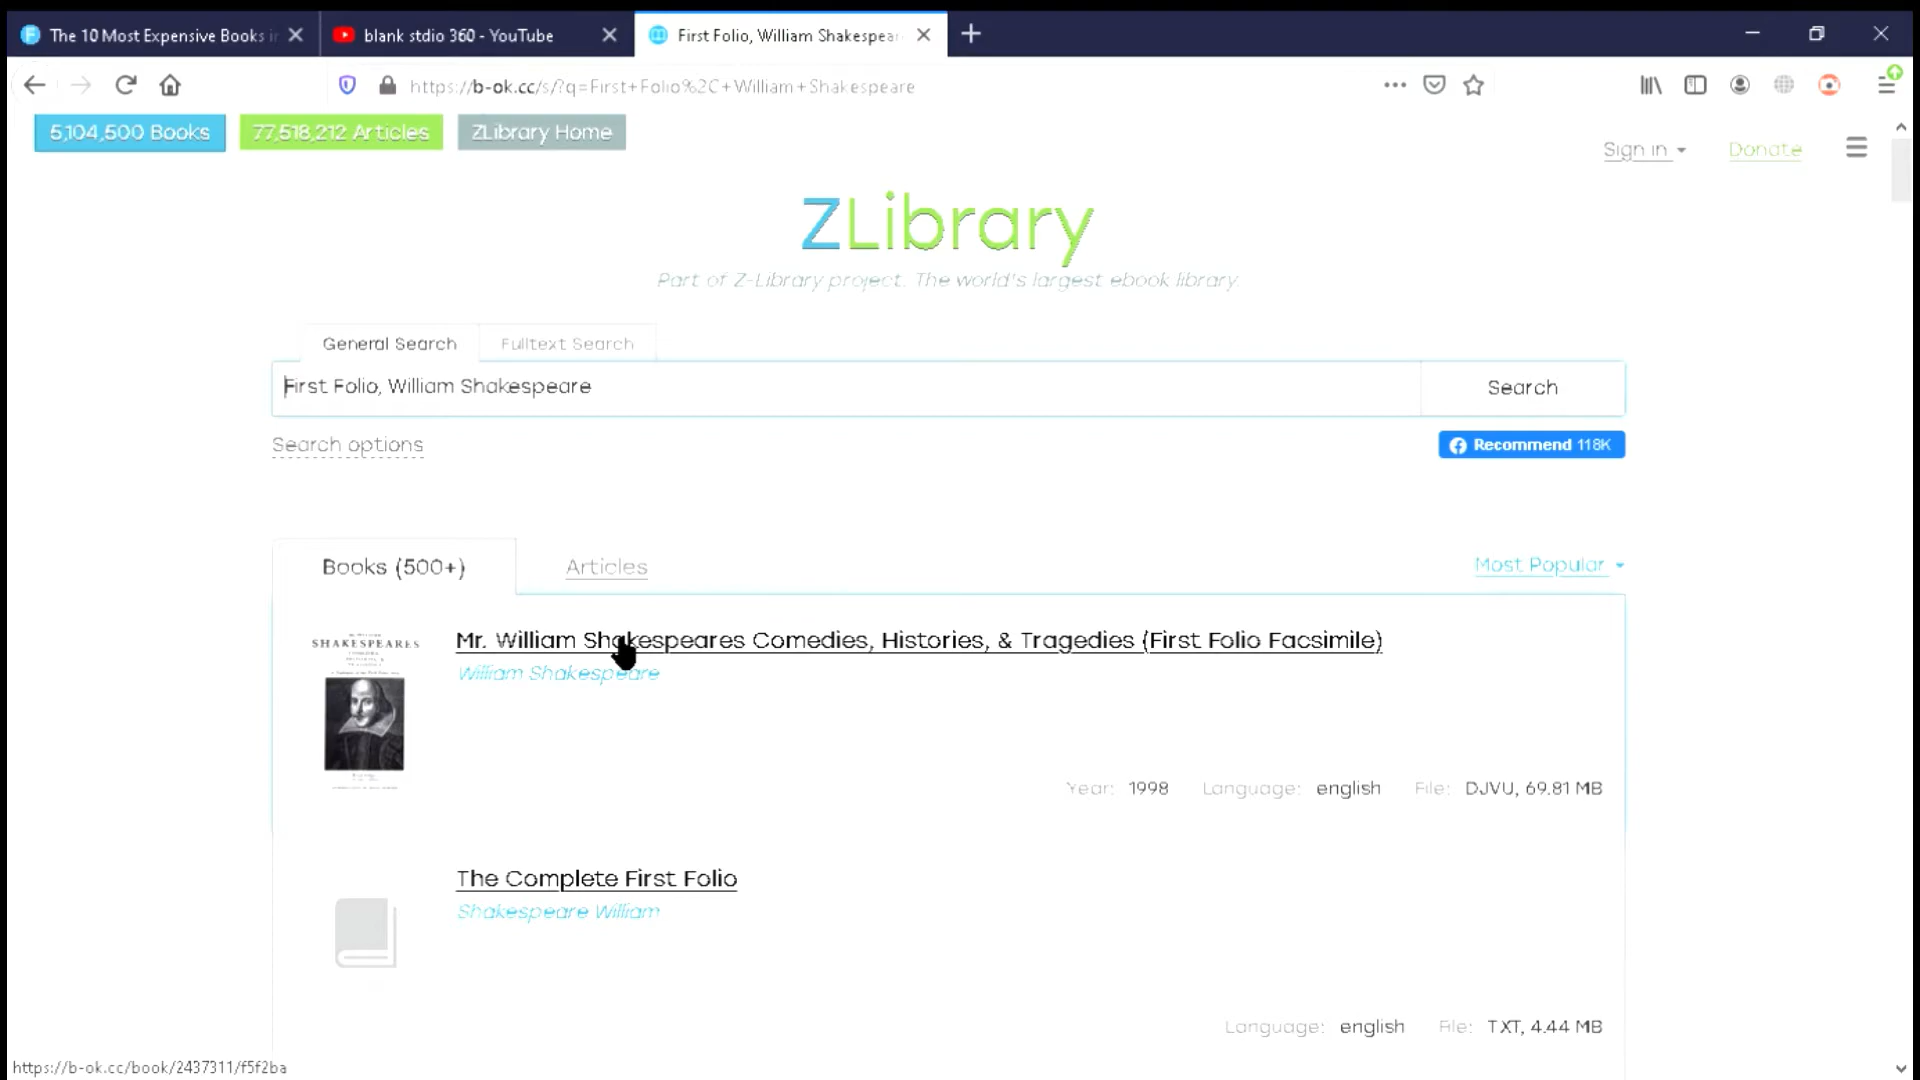 The 10 Most Expensive Books in
blank stdio 360 - YouTube
First Folio, William Shakespear
https://b-ok.cc/s/?q=First+Folio%2C+William+Shakespeare
5,104,500 Books
77,518,212 Articles
ZLibrary Home
Sign in
Donate
ZLibrary
Part of Z-Library project. The world's largest ebook library.
General Search
Fulltext Search
First Folio, William Shakespeare
Search
Search options
Recommend 118K
Books (500+)
Articles
Most Popular
SHAKESPEARES
Mr. William Shakespeares Comedies, Histories, & Tragedies (First Folio Facsimile)
William Shakespeare
Year: 1998 Language: english File: DJVU, 69.81 MB
The Complete First Folio
Shakespeare William
Language: english File: TXT, 4.44 MB
https://b-ok.cc/book/2437311/f5f2ba